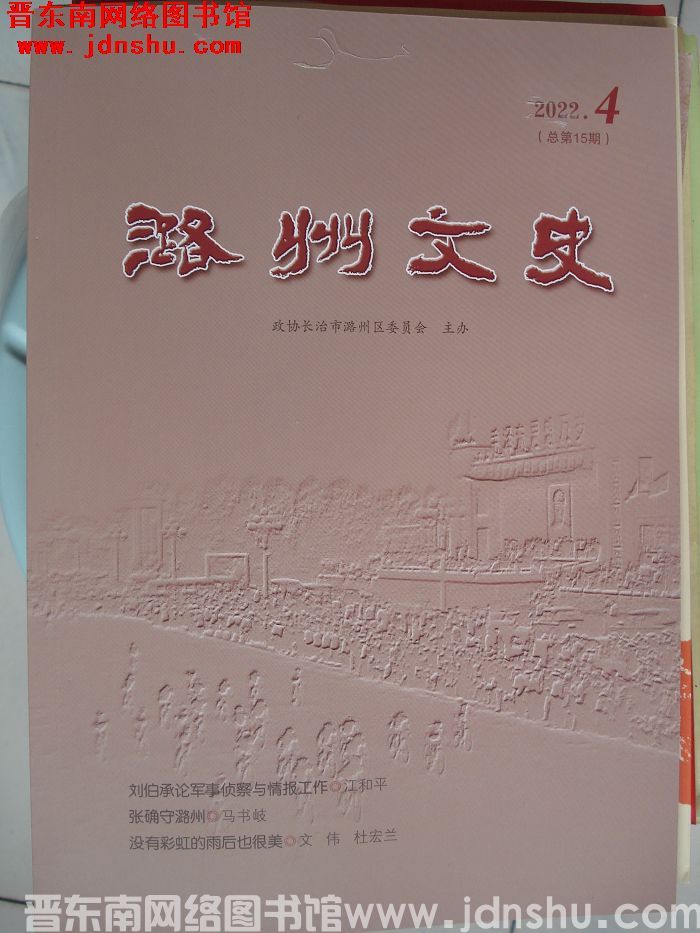 晋东南网络图书馆
www.jdnshu.com
2022.4
(总第15期)
潞州文史
政协长治市潞州区委员会 主办
刘伯承论军事侦察与情报工作◎江和平
张确守潞州◎马书岐
没有彩虹的雨后也很美◎文 伟 杜宏兰
晋东南网络图书馆www.jdnshu.com